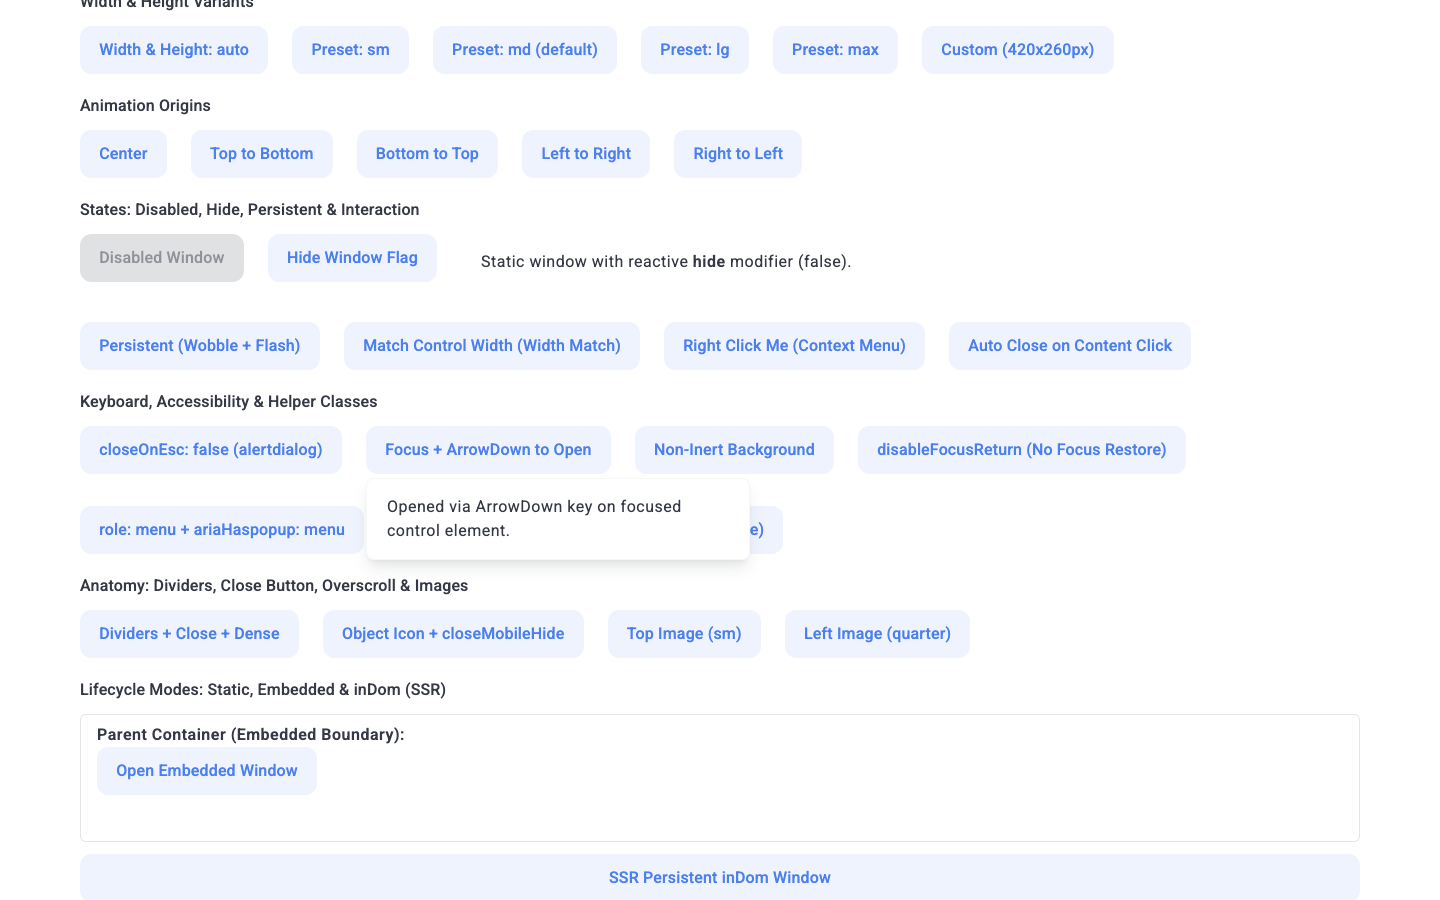 Width & Height Variants
Width & Height: auto
Preset: sm
Preset: md (default)
Preset: lg
Preset: max
Custom (420x260px)
Animation Origins
Center
Top to Bottom
Bottom to Top
Left to Right
Right to Left
States: Disabled, Hide, Persistent & Interaction
Disabled Window
Hide Window Flag
Static window with reactive hide modifier (false).
Persistent (Wobble + Flash)
Match Control Width (Width Match)
Right Click Me (Context Menu)
Auto Close on Content Click
Keyboard, Accessibility & Helper Classes
closeOnEsc: false (alertdialog)
Focus + ArrowDown to Open
Non-Inert Background
disableFocusReturn (No Focus Restore)
Opened via ArrowDown key on focused
control element.
role: menu + ariaHaspopup: menu
e)
Anatomy: Dividers, Close Button, Overscroll & Images
Dividers + Close + Dense
Object Icon + closeMobileHide
Top Image (sm)
Left Image (quarter)
Lifecycle Modes: Static, Embedded & inDom (SSR)
Parent Container (Embedded Boundary):
Open Embedded Window
SSR Persistent inDom Window